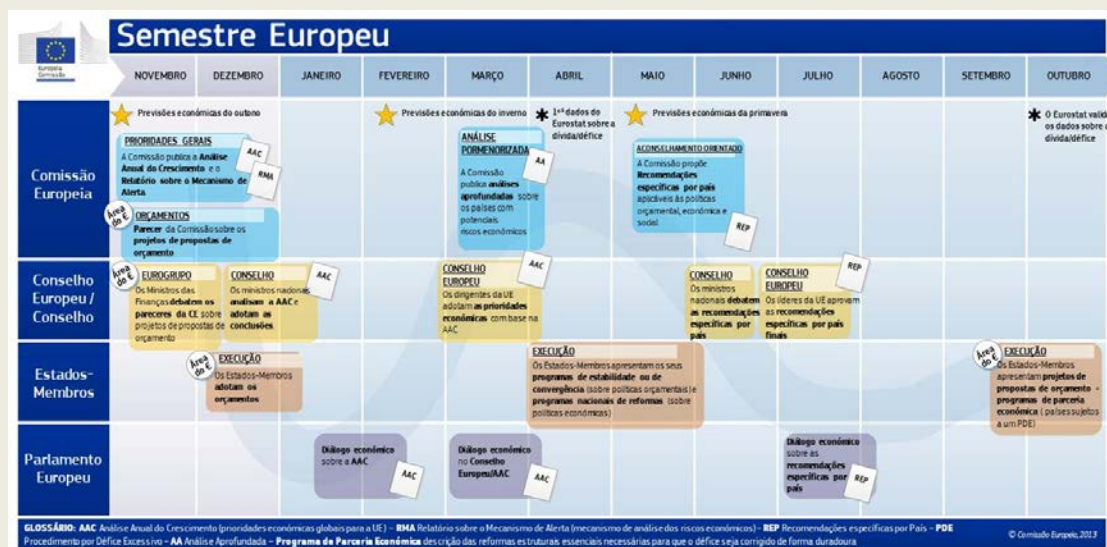 Semestre Europeu
Europeia
Comissão
NOVEMBRO
DEZEMBRO
JANEIRO
FEVEREIRO
MARÇO
ABRIL
MAIO
JUNHO
JULHO
AGOSTO
SETEMBRO
OUTUBRO
Comissão
Europeia
Previsões económicas do outono
Previsões económicas do inverno
1ºs dados do
Eurostat sobre a
dívida/défice
Previsões económicas da primavera
O Eurostat valid
os dados sobre a
dívida/défice
PRIORIDADES GERAIS
A Comissão publica a Análise
Anual do Crescimento e o
Relatório sobre o Mecanismo de
Alerta
AAC
RMA
Área
do €
ORÇAMENTOS
Parecer da Comissão sobre os
projetos de propostas de
orçamento
ANÁLISE
PORMENORIZADA
A Comissão
publica análises
aprofundadas sobre
os países com
potenciais
riscos económicos
AA
ACONSELHAMENTO ORIENTADO
A Comissão propõe
Recomendações
específicas por país
aplicáveis às políticas
orçamental, económica e
social
REP
Conselho
Europeu /
Conselho
Área
do €
EUROGRUPO
Os Ministros das
Finanças debatem os
pareceres da CE sobre
projetos de propostas de
orçamento
CONSELHO
Os ministros nacionais
analisam a AAC e
adotam as
conclusões
AAC
CONSELHO
EUROPEU
Os dirigentes da UE
adotam as prioridades
económicas com base na
AAC
AAC
CONSELHO
Os ministros
nacionais debatem
as recomendações
específicas por
país
CONSELHO
EUROPEU
Os líderes da UE aprovam
as recomendações
específicas por país
finais
REP
Estados-
Membros
Área
do €
EXECUÇÃO
Os Estados-Membros
adotam os
orçamentos
EXECUÇÃO
Os Estados-Membros apresentam os seus
programas de estabilidade ou de
convergência (sobre políticas orçamentais) e
programas nacionais de reformas (sobre
políticas económicas)
Área
do €
EXECUÇÃO
Os Estados-Membros
apresentam projetos de
propostas de orçamento -
programas de parceria
económica ( países sujeitos
a um PDE)
Parlamento
Europeu
Diálogo económico
sobre a AAC
AAC
Diálogo económico
no Conselho
Europeu/AAC
AAC
Diálogo económico
sobre as
recomendações
específicas por
país
REP
GLOSSÁRIO: AAC Análise Anual do Crescimento (prioridades económicas globais para a UE) – RMA Relatório sobre o Mecanismo de Alerta (mecanismo de análise dos riscos económicos) – REP Recomendações específicas por País – PDE
Procedimento por Défice Excessivo – AA Análise Aprofundada – Programa de Parceria Económica descrição das reformas estruturais essenciais necessárias para que o défice seja corrigido de forma duradoura
© Comissão Europeia, 2013